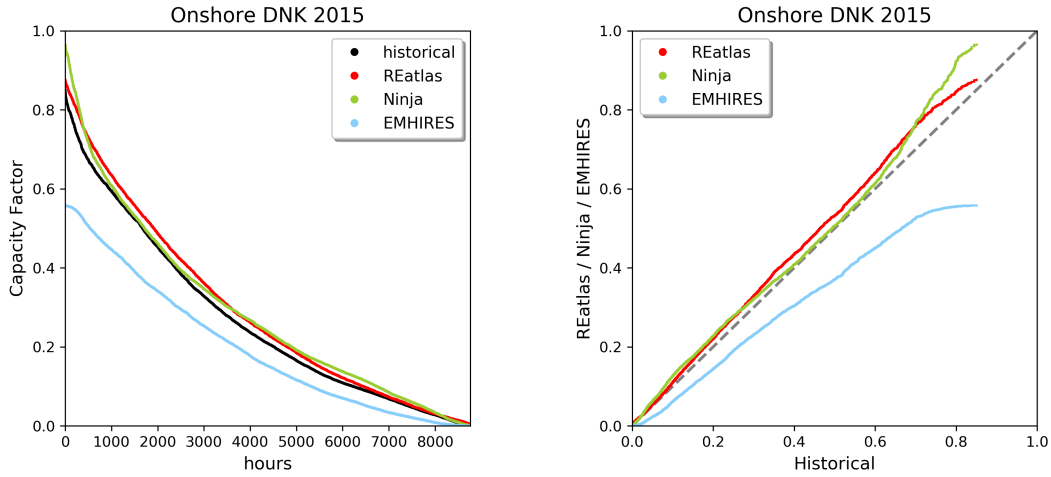 Onshore DNK 2015
Capacity Factor
1.0
0.8
0.6
0.4
0.2
0.0
historical
REatlas
Ninja
EMHIRES
0 1000 2000 3000 4000 5000 6000 7000 8000
hours
Onshore DNK 2015
REatlas / Ninja / EMHIRES
1.0
0.8
0.6
0.4
0.2
0.0
REatlas
Ninja
EMHIRES
0.0 0.2 0.4 0.6 0.8 1.0
Historical